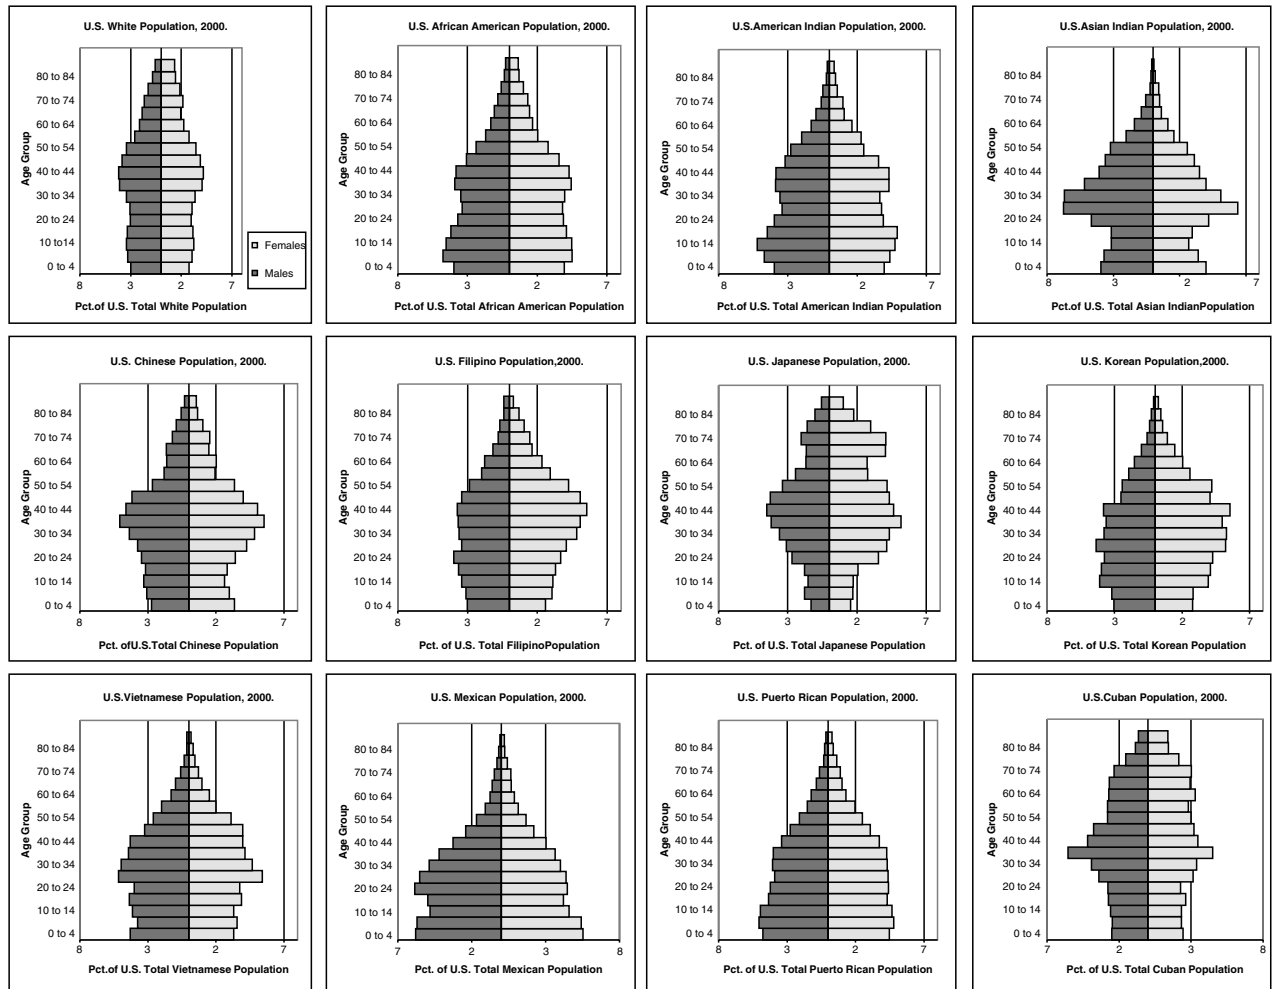 U.S. White Population, 2000.
Age Group
80 to 84
70 to 74
60 to 64
50 to 54
40 to 44
30 to 34
20 to 24
10 to14
0 to 4
3 2 7
Pct.of U.S. Total White Population
Females
Males
U.S. African American Population, 2000.
Age Group
80 to 84
70 to 74
60 to 64
50 to 54
40 to 44
30 to 34
20 to 24
10 to 14
0 to 4
8 3 2 7
Pct.of U.S. Total African American Population
U.S.American Indian Population, 2000.
Age Group
80 to 84
70 to 74
60 to 64
50 to 54
40 to 44
30 to 34
20 to 24
10 to 14
0 to 4
8 3 2 7
Pct.of U.S. Total American Indian Population
U.S.Asian Indian Population, 2000.
Age Group
80 to 84
70 to 74
60 to 64
50 to 54
40 to 44
30 to 34
20 to 24
10 to 14
0 to 4
8 3 2 7
Pct.of U.S. Total Asian IndianPopulation
U.S. Chinese Population, 2000.
Age Group
80 to 84
70 to 74
60 to 64
50 to 54
40 to 44
30 to 34
20 to 24
10 to 14
0 to 4
8 3 2 7
Pct. ofU.S.Total Chinese Population
U.S. Filipino Population,2000.
Age Group
80 to 84
70 to 74
60 to 64
50 to 54
40 to 44
30 to 34
20 to 24
10 to 14
0 to 4
8 3 2 7
Pct. of U.S. Total FilipinoPopulation
U.S. Japanese Population, 2000.
Age Group
80 to 84
70 to 74
60 to 64
50 to 54
40 to 44
30 to 34
20 to 24
10 to 14
0 to 4
8 3 2 7
Pct. of U.S. Total Japanese Population
U.S. Korean Population,2000.
Age Group
80 to 84
70 to 74
60 to 64
50 to 54
40 to 44
30 to 34
20 to 24
10 to 14
0 to 4
8 3 2 7
Pct. of U.S. Total Korean Population
U.S.Vietnamese Population, 2000.
Age Group
80 to 84
70 to 74
60 to 64
50 to 54
40 to 44
30 to 34
20 to 24
10 to 14
0 to 4
8 3 2 7
Pct.of U.S. Total Vietnamese Population
U.S. Mexican Population, 2000.
Age Group
80 to 84
70 to 74
60 to 64
50 to 54
40 to 44
30 to 34
20 to 24
10 to 14
0 to 4
7 2 3 8
Pct. of U.S. Total Mexican Population
U.S. Puerto Rican Population, 2000.
Age Group
80 to 84
70 to 74
60 to 64
50 to 54
40 to 44
30 to 34
20 to 24
10 to 14
0 to 4
8 3 2 7
Pct. of U.S. Total Puerto Rican Population
U.S.Cuban Population, 2000.
Age Group
80 to 84
70 to 74
60 to 64
50 to 54
40 to 44
30 to 34
20 to 24
10 to 14
0 to 4
7 2 3 8
Pct. of U.S. Total Cuban Population